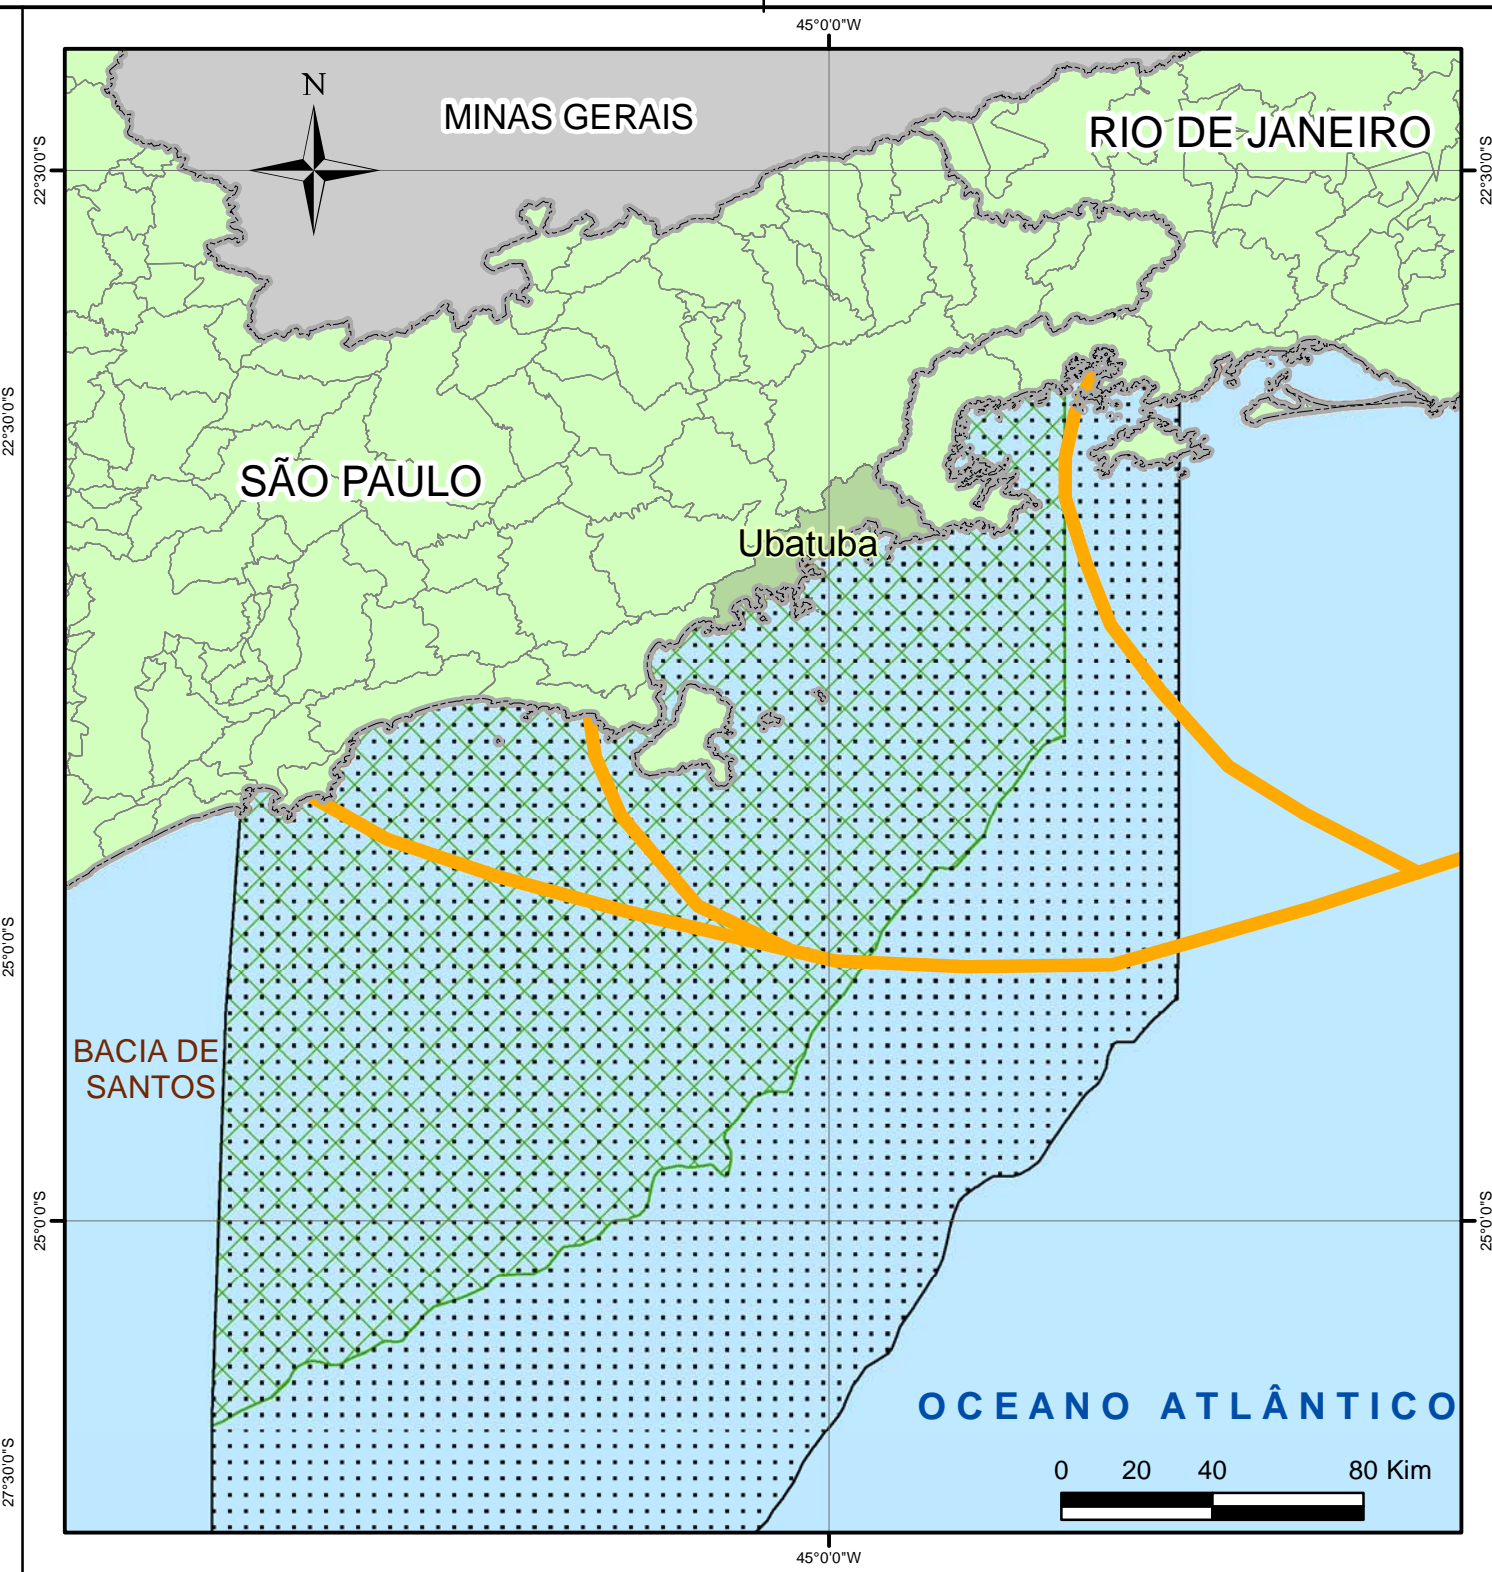 45°0'0"W
N
MINAS GERAIS
RIO DE JANEIRO
22°30'0"S
22°30'0"S
22°30'0"S
SÃO PAULO
Ubatuba
25°0'0"S
BACIA DE
SANTOS
25°0'0"S
25°0'0"S
OCEANO ATLÂNTICO
0 20 40 80 Kim
27°30'0"S
45°0'0"W